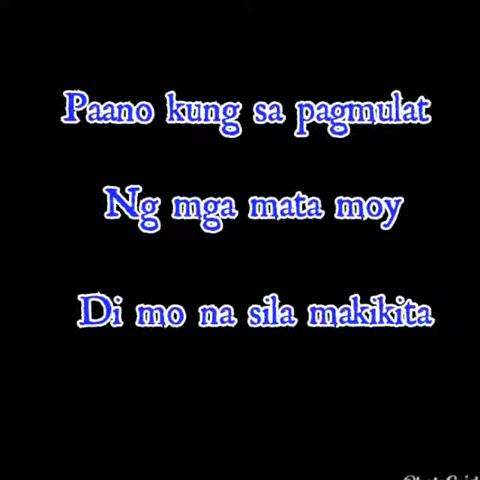 Paano kung sa pagmulat
Ng mga mata moy
Di mo na sila makikita